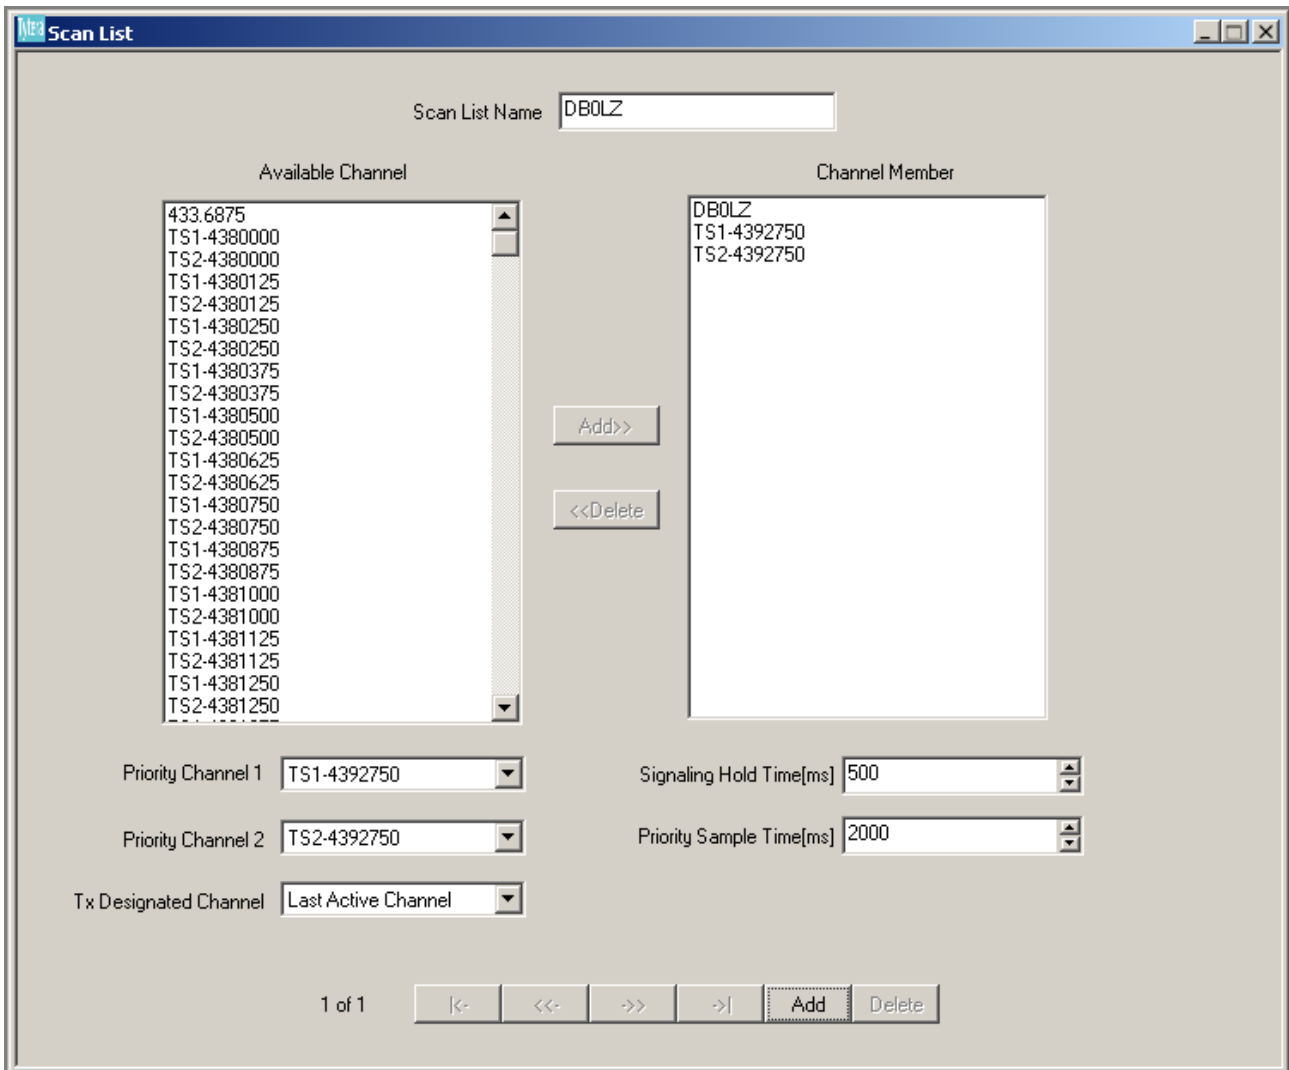 Tytera Scan List
Scan List Name DB0LZ
Available Channel
433.6875
TS1-4380000
TS2-4380000
TS1-4380125
TS2-4380125
TS1-4380250
TS2-4380250
TS1-4380375
TS2-4380375
TS1-4380500
TS2-4380500
TS1-4380625
TS2-4380625
TS1-4380750
TS2-4380750
TS1-4380875
TS2-4380875
TS1-4381000
TS2-4381000
TS1-4381125
TS2-4381125
TS1-4381250
TS2-4381250
Add>>
<<Delete
Channel Member
DB0LZ
TS1-4392750
TS2-4392750
Priority Channel 1 TS1-4392750
Priority Channel 2 TS2-4392750
Tx Designated Channel Last Active Channel
Signaling Hold Time[ms] 500
Priority Sample Time[ms] 2000
1 of 1 |<- <<- ->> ->| Add Delete